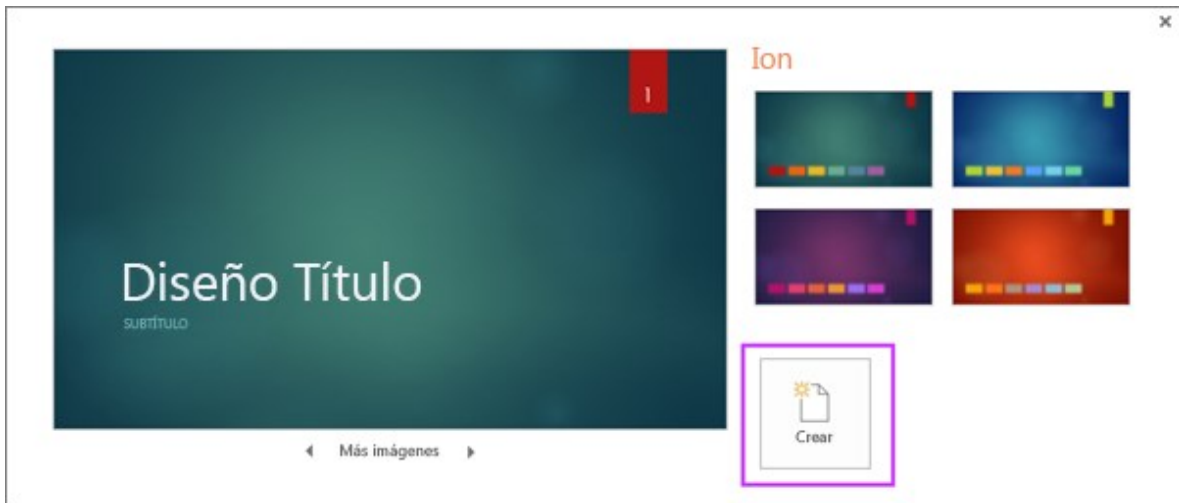 Ion
1
Diseño Título
SUBTÍTULO
Más imágenes
Crear